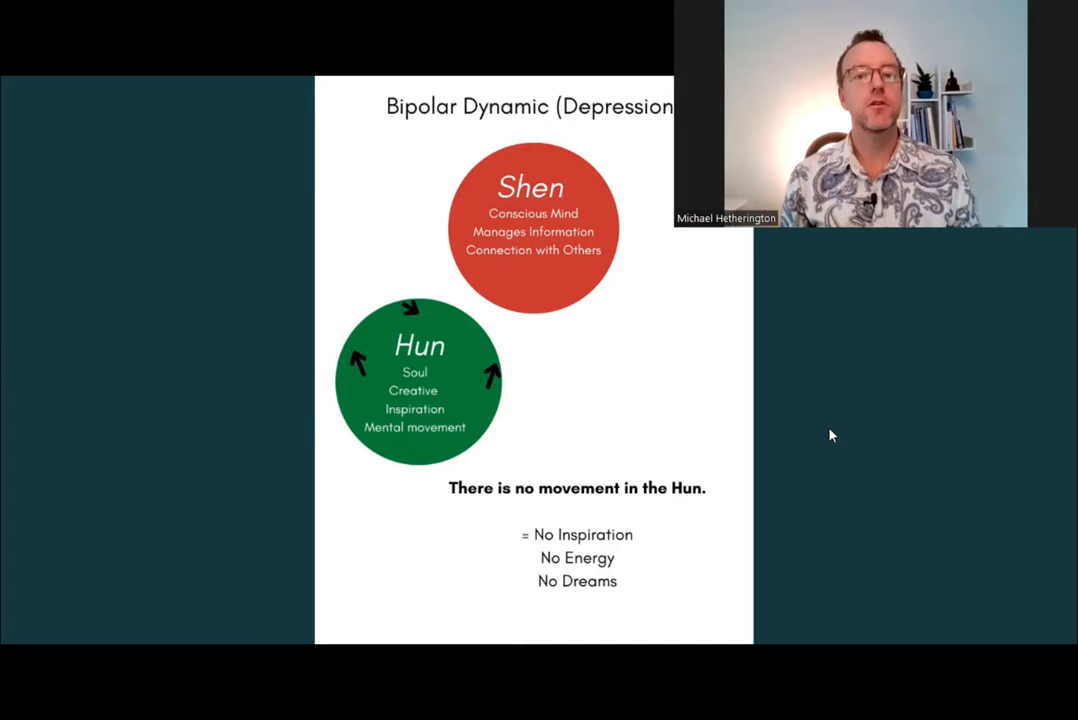 Bipolar Dynamic (Depression
Shen
Conscious Mind
Manages Information
Connection with Others
Michael Hetherington
Hun
Soul
Creative
Inspiration
Mental movement
There is no movement in the Hun.
= No Inspiration
No Energy
No Dreams